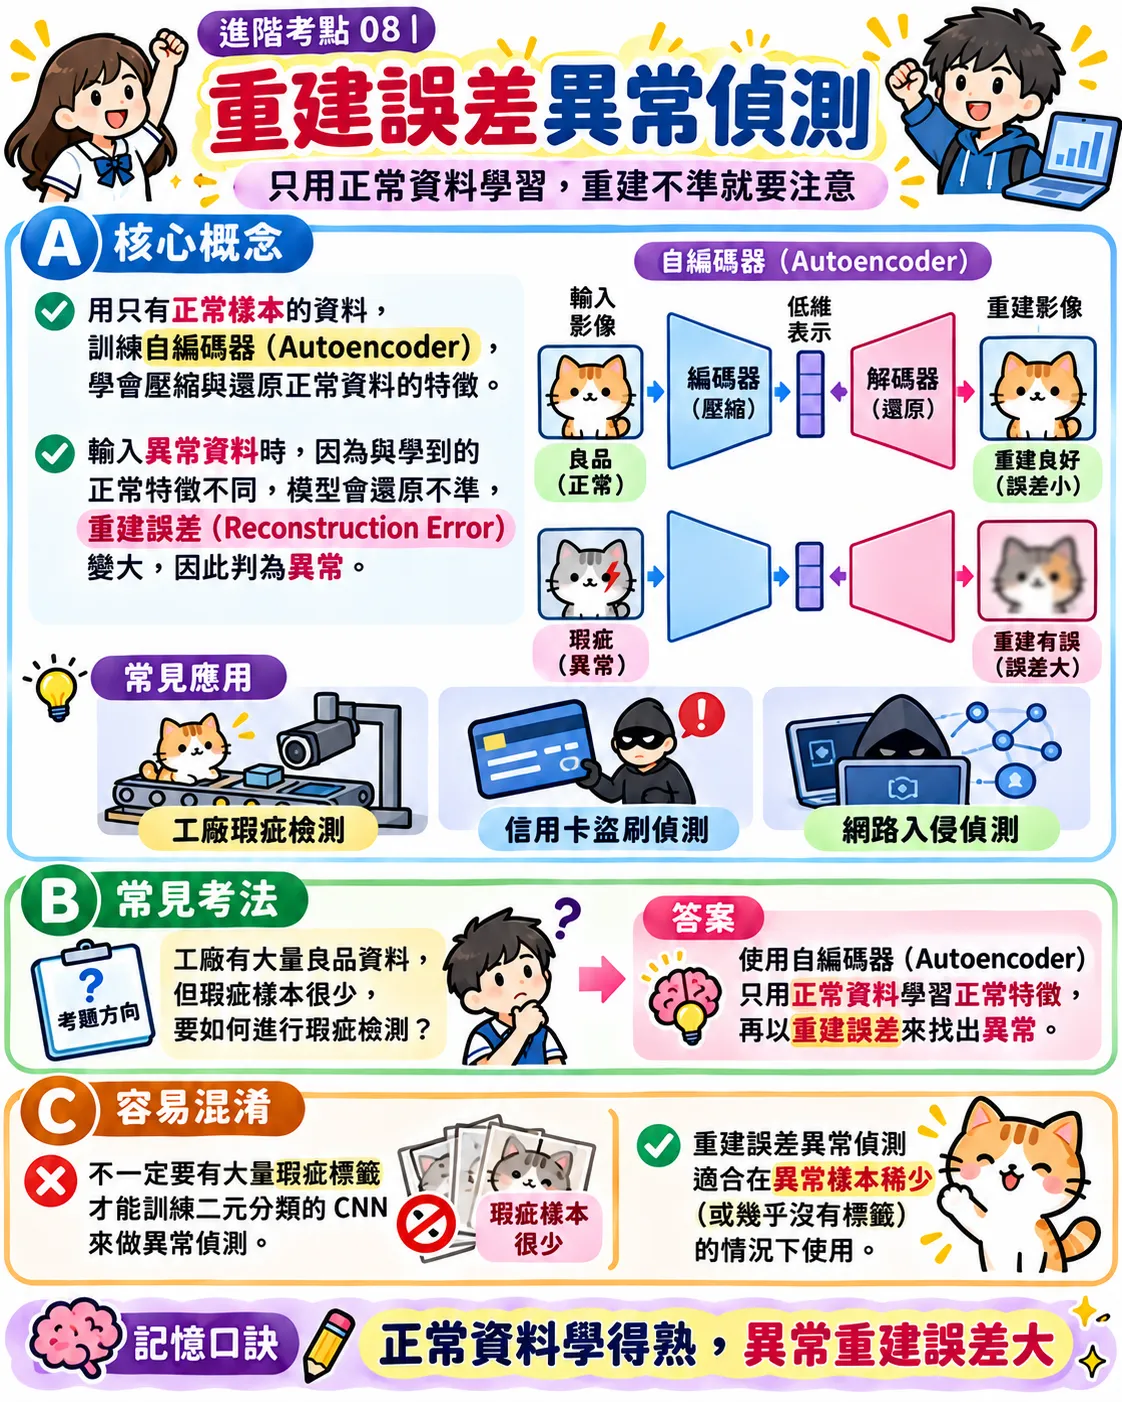 進階考點 08 |
重建誤差異常偵測
只用正常資料學習，重建不準就要注意
A 核心概念
用只有正常樣本的資料，
訓練自編碼器（Autoencoder），
學會壓縮與還原正常資料的特徵。
輸入異常資料時，因為與學到的
正常特徵不同，模型會還原不準，
重建誤差（Reconstruction Error）
變大，因此判為異常。
自編碼器（Autoencoder）
輸入
影像
低維
表示
重建影像
編碼器
（壓縮）
解碼器
（還原）
良品
（正常）
重建良好
（誤差小）
瑕疵
（異常）
重建有誤
（誤差大）
常見應用
!
工廠瑕疵檢測
信用卡盜刷偵測
網路入侵偵測
B 常見考法
?
考題方向
工廠有大量良品資料，
但瑕疵樣本很少，
要如何進行瑕疵檢測？
?
答案
使用自編碼器（Autoencoder）
只用正常資料學習正常特徵，
再以重建誤差來找出異常。
C 容易混淆
不一定要有大量瑕疵標籤
才能訓練二元分類的 CNN
來做異常偵測。
瑕疵樣本
很少
重建誤差異常偵測
適合在異常樣本稀少
（或幾乎沒有標籤）
的情況下使用。
記憶口訣
正常資料學得熟，異常重建誤差大